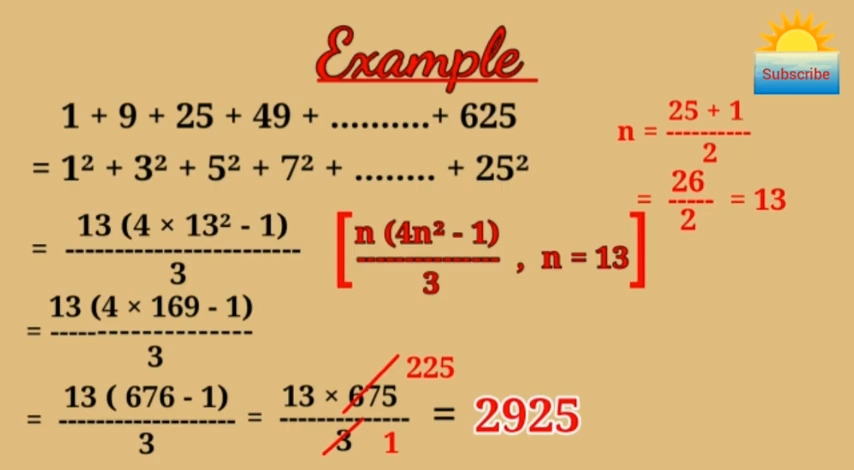 Example
Subscribe
1 + 9 + 25 + 49 + ..........+ 625
= 1² + 3² + 5² + 7² + ........ + 25²
n = 25 + 1
----------
2
= 26
-----
2
= 13
= 13 (4 × 13² - 1)
-------------------------
3
[ n (4n² - 1)
----------------
3
, n = 13 ]
= 13 (4 × 169 - 1)
----------------------
3
= 13 ( 676 - 1)
-------------------
3
= 13 × 675 225
--------------
3 1
= 2925